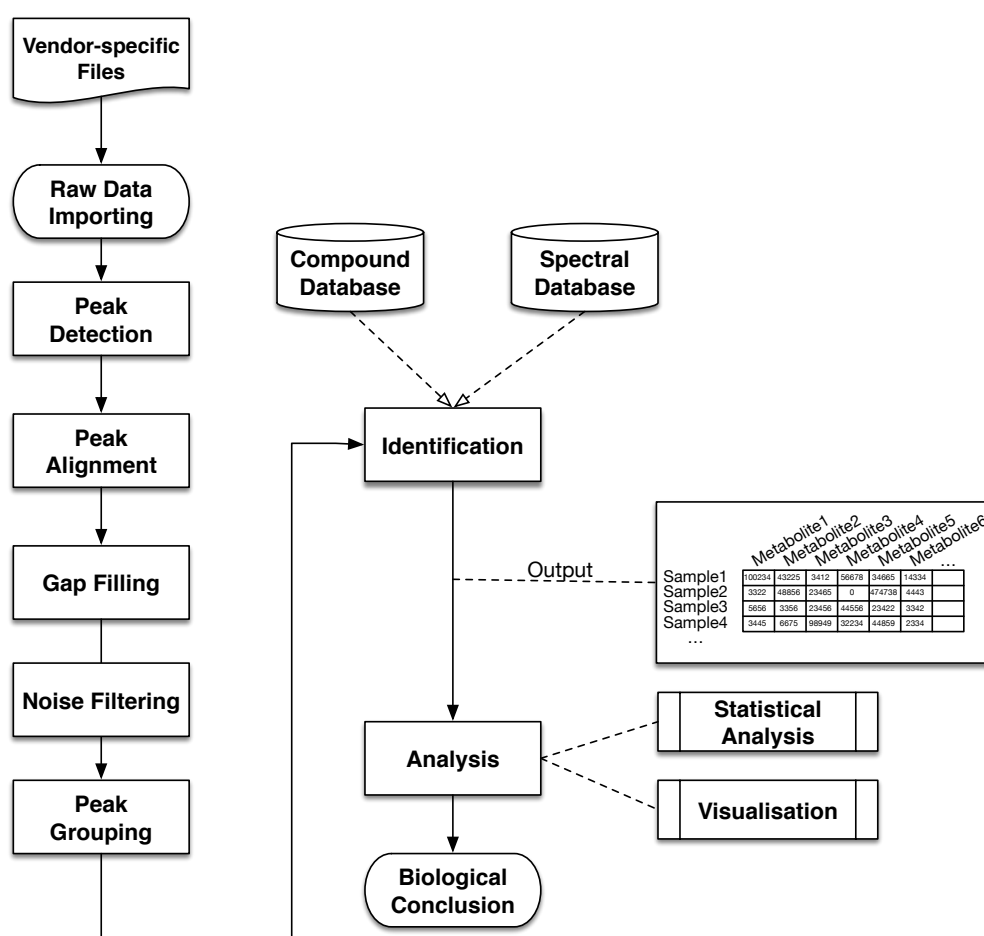 Vendor-specific
Files
Raw Data
Importing
Peak
Detection
Peak
Alignment
Gap Filling
Noise Filtering
Peak
Grouping
Compound
Database
Spectral
Database
Identification
Output
Metabolite1 Metabolite2 Metabolite3 Metabolite4 Metabolite5 Metabolite6 ...
Sample1 100234 43225 3412 56678 34665 14334
Sample2 3322 48856 23465 0 474738 4443
Sample3 5656 3356 23456 44556 23422 3342
Sample4 3445 6675 98949 32234 44859 2334
...
Analysis
Statistical
Analysis
Visualisation
Biological
Conclusion